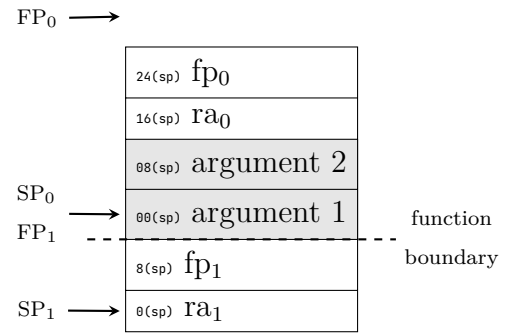 FP₀
24(sp) fp₀
16(sp) ra₀
08(sp) argument 2
SP₀
00(sp) argument 1
FP₁
function
boundary
8(sp) fp₁
SP₁
0(sp) ra₁